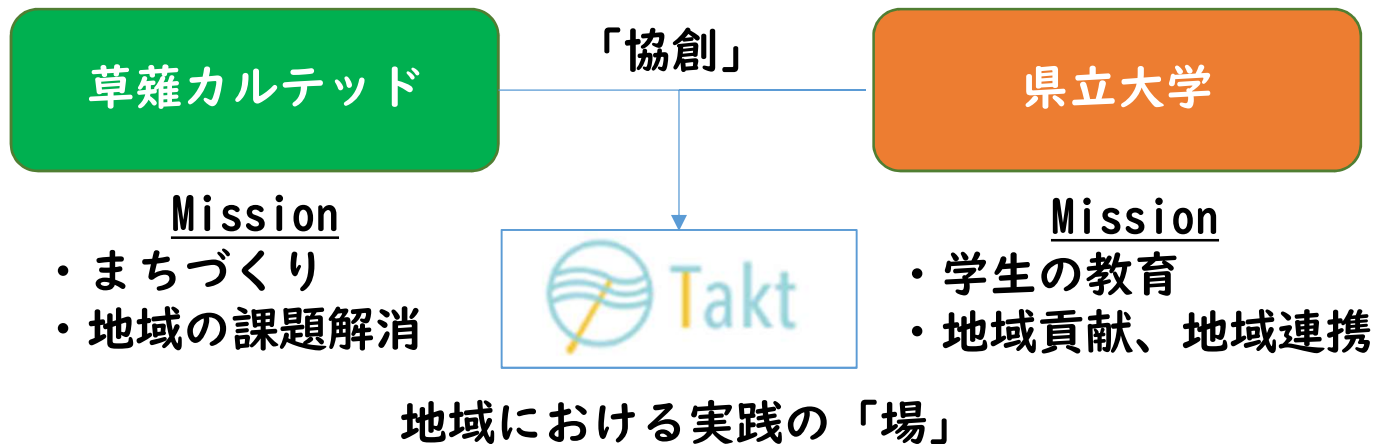 草薙カルテッド
「協創」
県立大学
Mission
・まちづくり
・地域の課題解消
Takt
Mission
・学生の教育
・地域貢献、地域連携
地域における実践の「場」